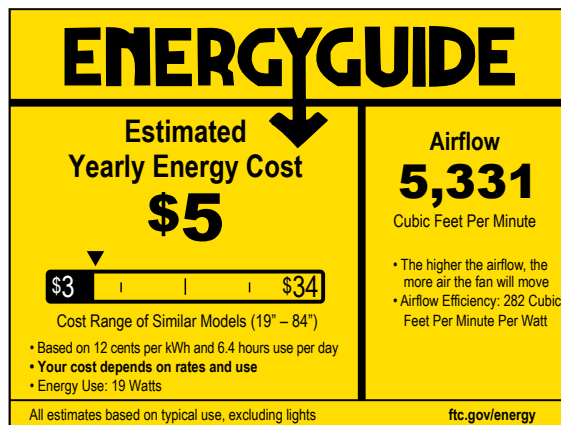 ENERGYGUIDE
Estimated
Yearly Energy Cost
$5
$3
$34
Cost Range of Similar Models (19” – 84”)
• Based on 12 cents per kWh and 6.4 hours use per day
• Your cost depends on rates and use
• Energy Use: 19 Watts
Airflow
5,331
Cubic Feet Per Minute
• The higher the airflow, the
more air the fan will move
• Airflow Efficiency: 282 Cubic
Feet Per Minute Per Watt
All estimates based on typical use, excluding lights
ftc.gov/energy